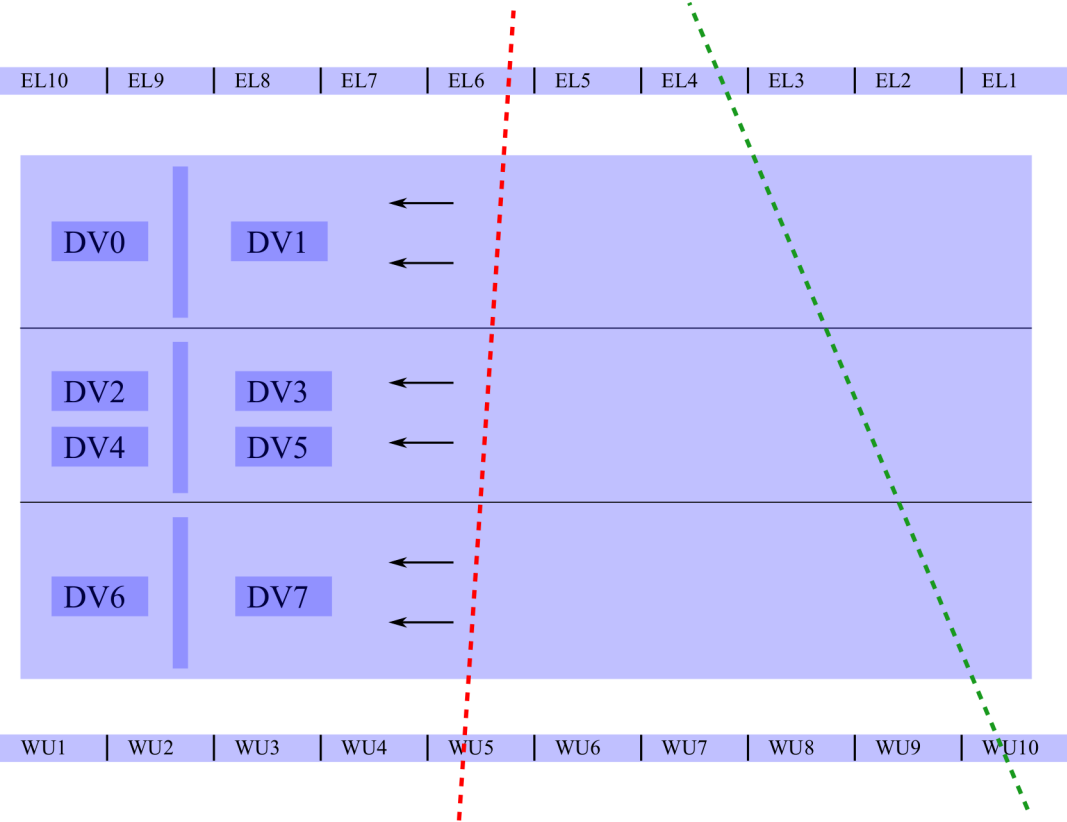 EL10 EL9 EL8 EL7 EL6 EL5 EL4 EL3 EL2 EL1
DV0 DV1
DV2 DV3
DV4 DV5
DV6 DV7
WU1 WU2 WU3 WU4 WU5 WU6 WU7 WU8 WU9 WU10